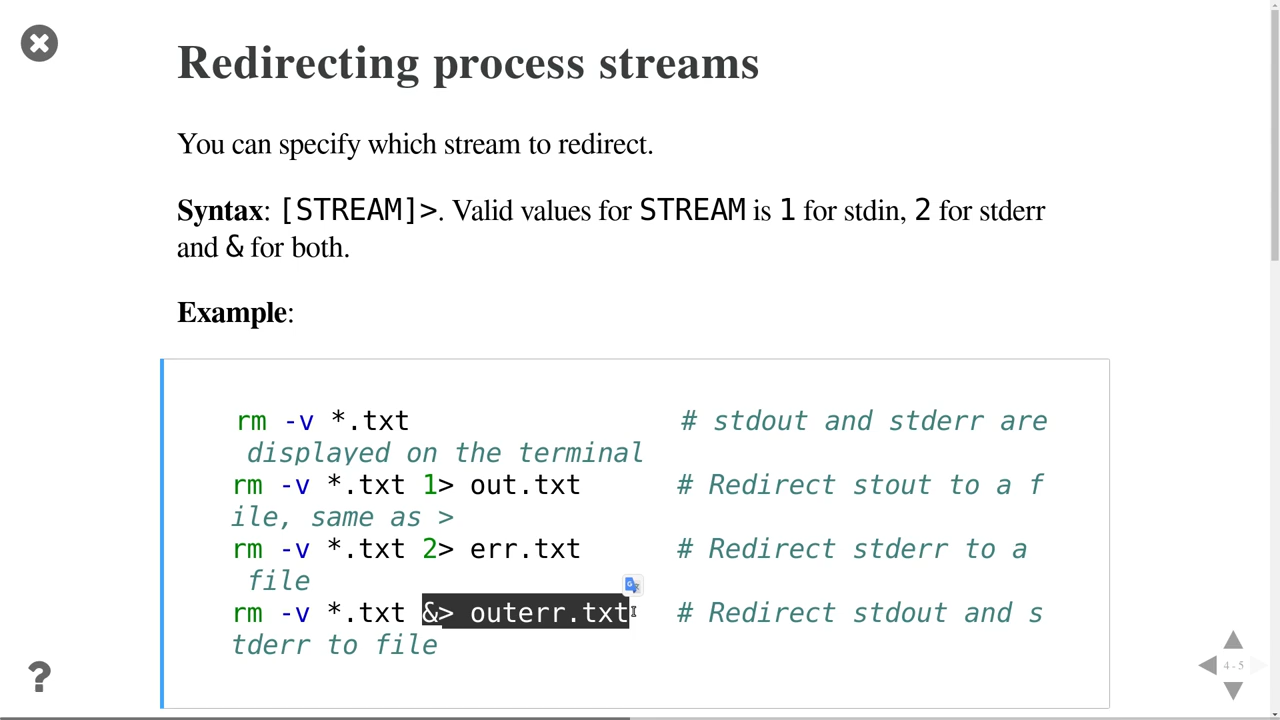 Redirecting process streams
You can specify which stream to redirect.
Syntax: [STREAM]>. Valid values for STREAM is 1 for stdin, 2 for stderr
and & for both.
Example:
rm -v *.txt # stdout and stderr are
displayed on the terminal
rm -v *.txt 1> out.txt # Redirect stout to a f
ile, same as >
rm -v *.txt 2> err.txt # Redirect stderr to a
file
rm -v *.txt &> outerr.txt # Redirect stdout and s
tderr to file
?
4 - 5